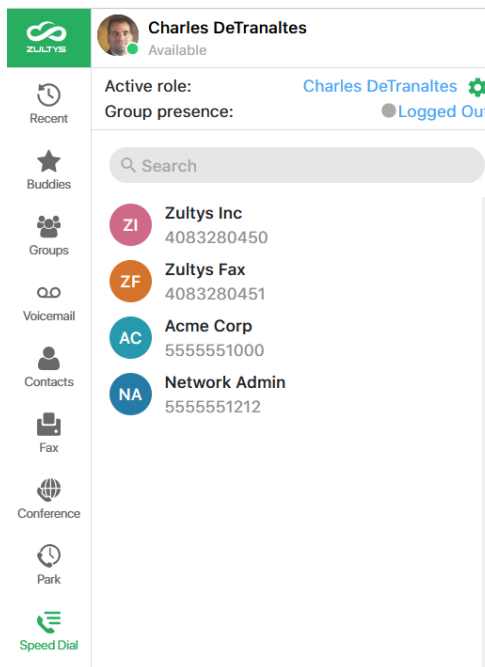 ZULTYS
Charles DeTranaltes
Available
Active role: Charles DeTranaltes
Group presence: Logged Out
Search
Recent
Buddies
Groups
Voicemail
Contacts
Fax
Conference
Park
Speed Dial
ZI
Zultys Inc
4083280450
ZF
Zultys Fax
4083280451
AC
Acme Corp
5555551000
NA
Network Admin
5555551212